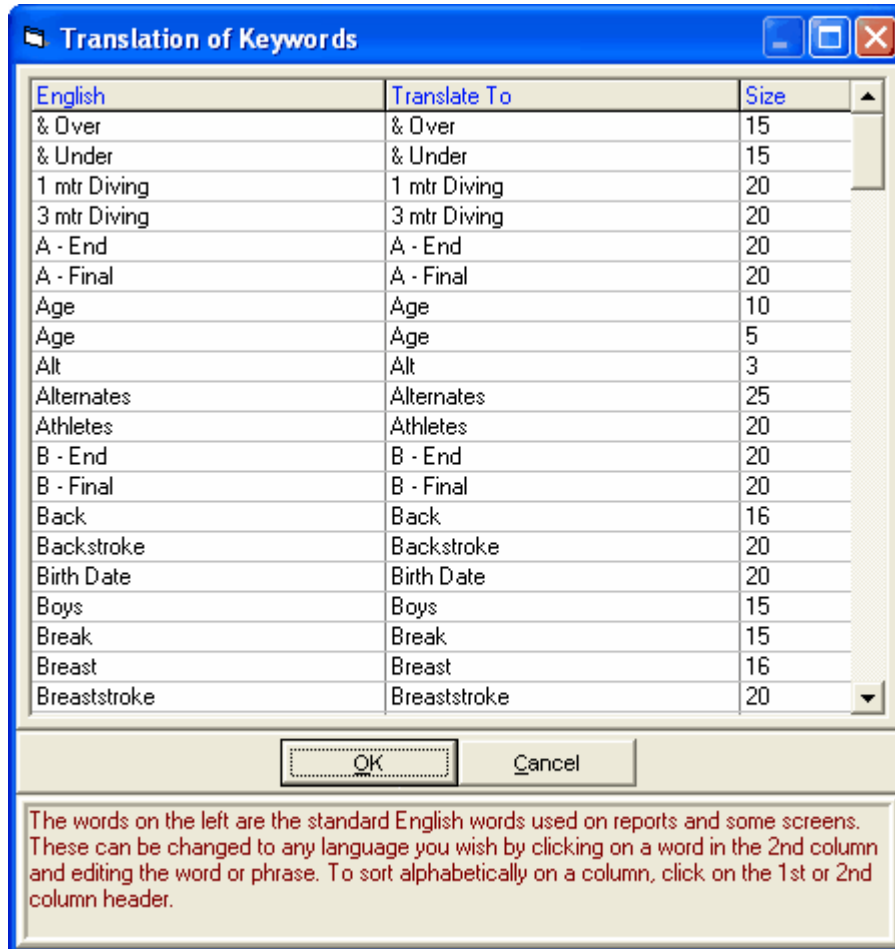 Translation of Keywords
English Translate To Size
& Over & Over 15
& Under & Under 15
1 mtr Diving 1 mtr Diving 20
3 mtr Diving 3 mtr Diving 20
A - End A - End 20
A - Final A - Final 20
Age Age 10
Age Age 5
Alt Alt 3
Alternates Alternates 25
Athletes Athletes 20
B - End B - End 20
B - Final B - Final 20
Back Back 16
Backstroke Backstroke 20
Birth Date Birth Date 20
Boys Boys 15
Break Break 15
Breast Breast 16
Breaststroke Breaststroke 20
OK Cancel
The words on the left are the standard English words used on reports and some screens.
These can be changed to any language you wish by clicking on a word in the 2nd column
and editing the word or phrase. To sort alphabetically on a column, click on the 1st or 2nd
column header.